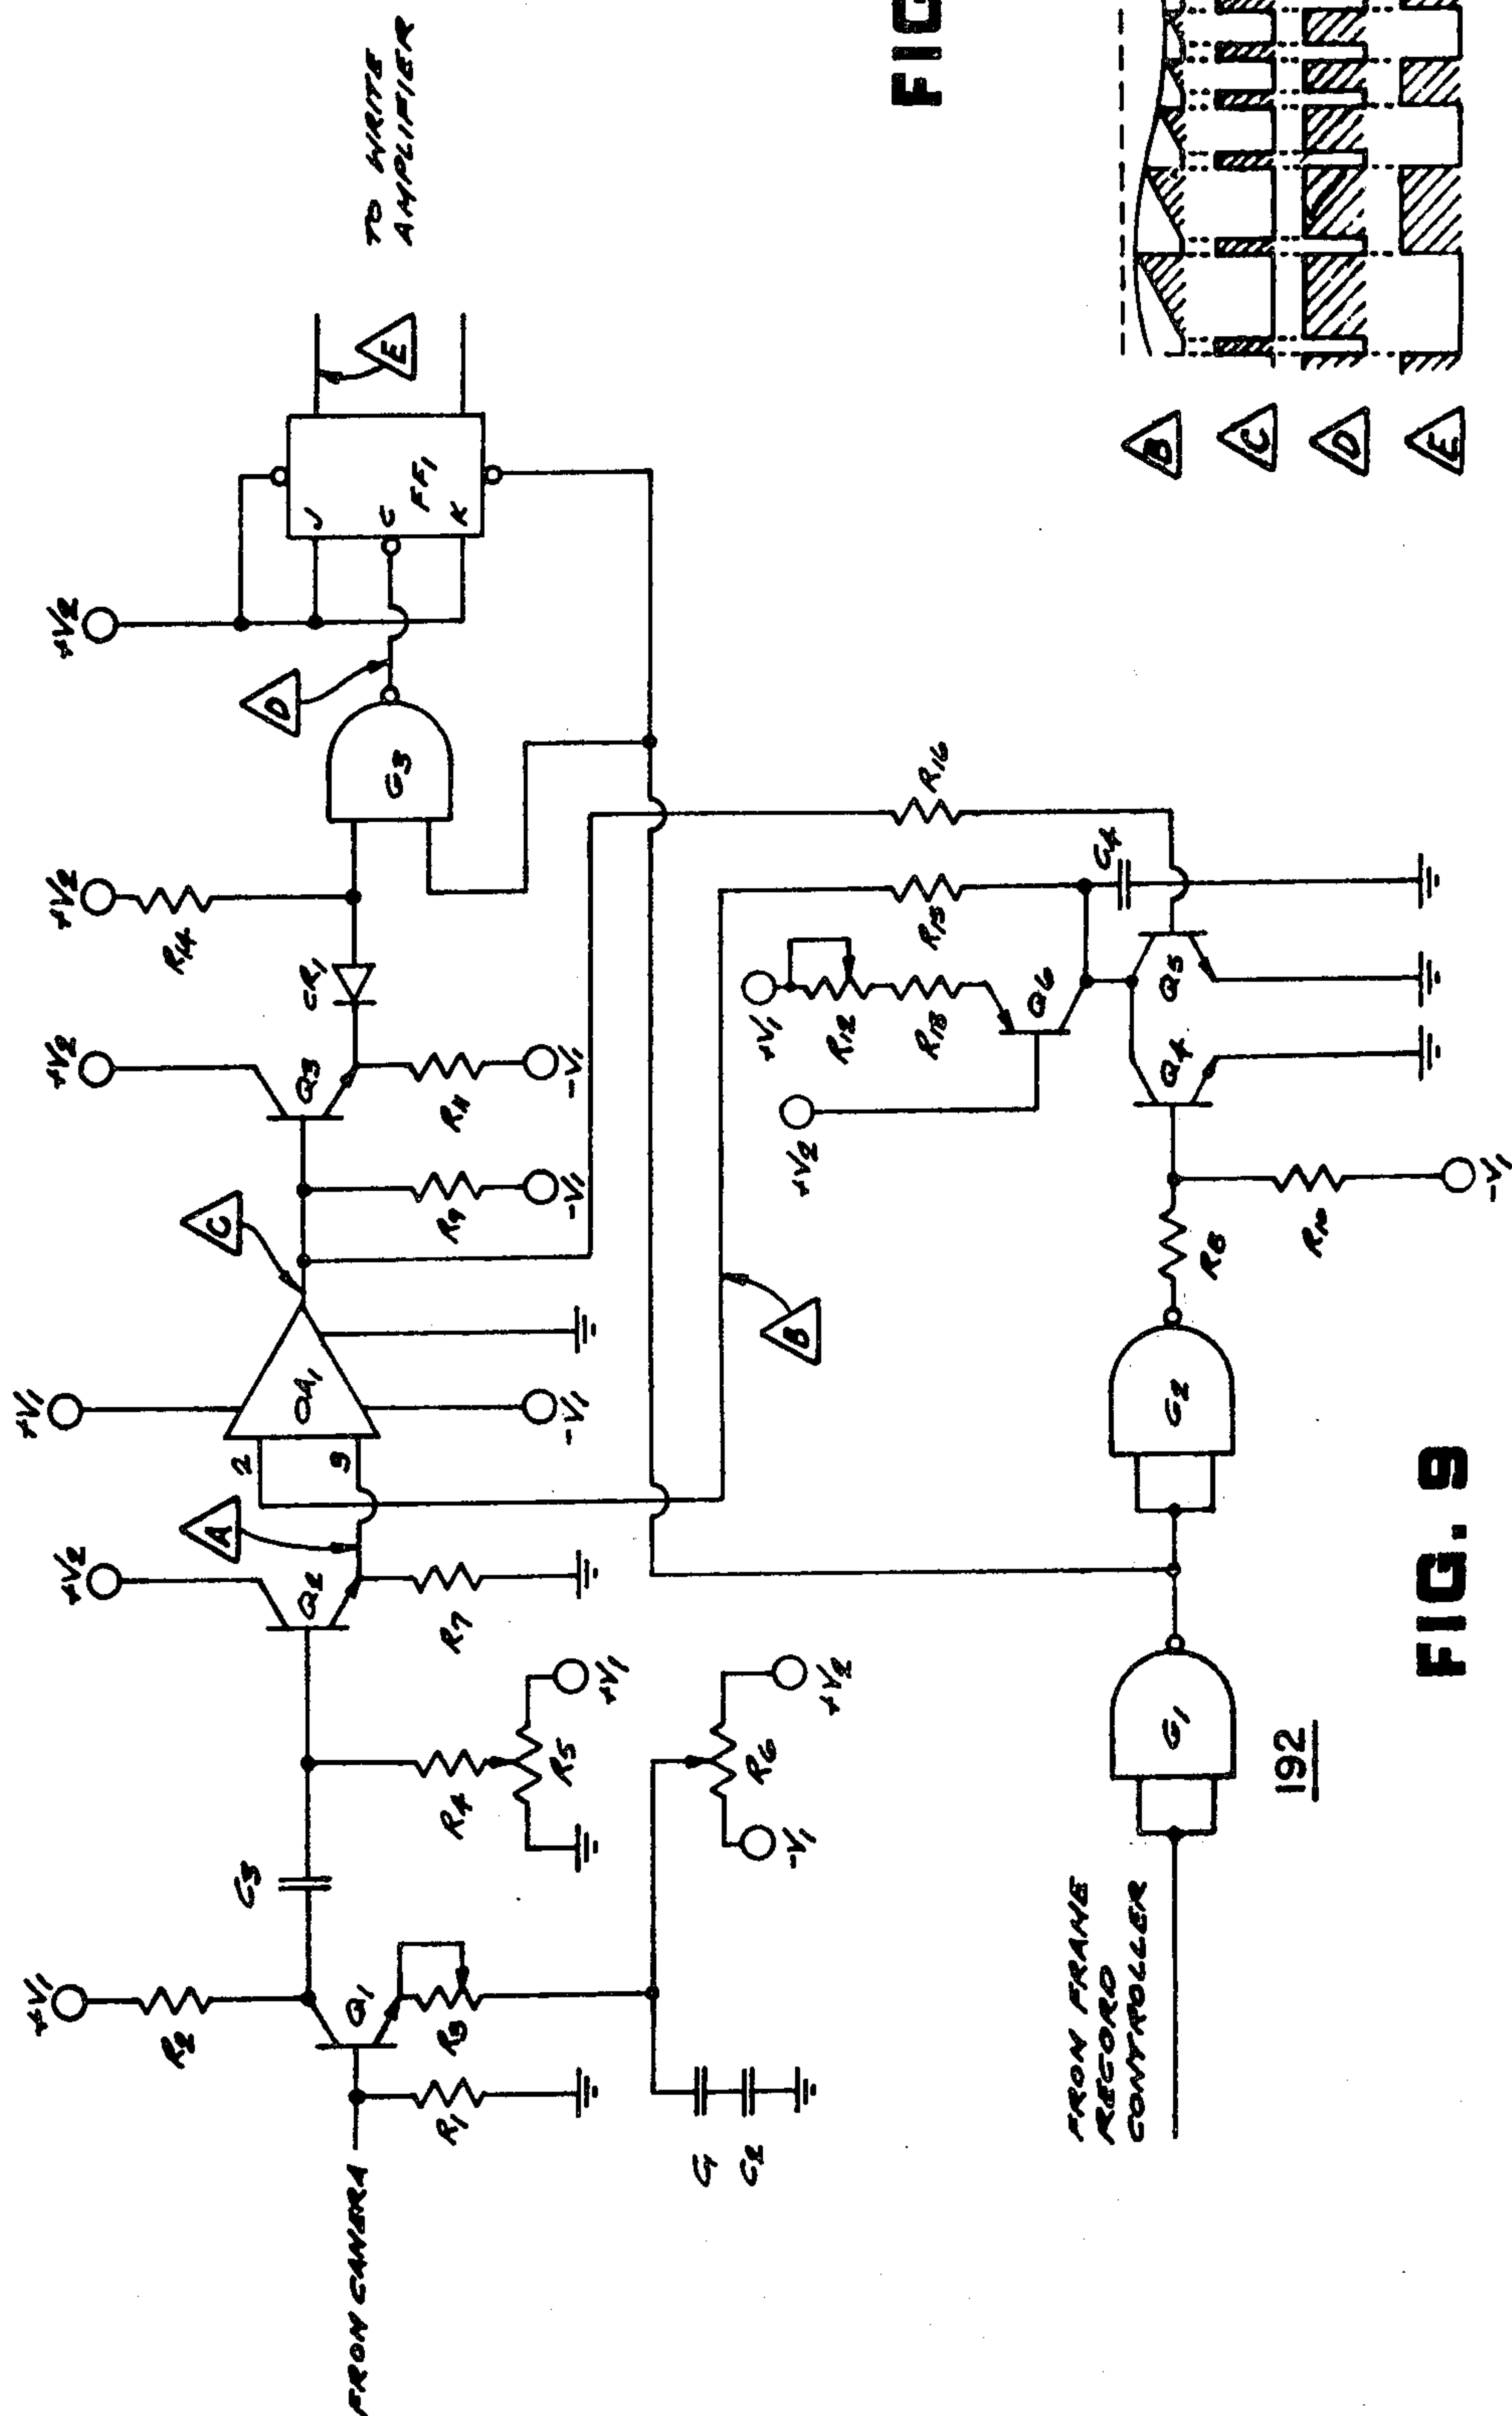 FROM CAMERA
+V1
R2
R1
Q1
R3
C3
C1
C2
R4
R5
+V1
R6
-V1
+V2
+V2
Q2
R7
A
2
3
+V1
OA1
-V1
C
R9
-V1
+V2
Q3
R11
-V1
CR1
+V2
R14
G3
D
+V2
J
C
K
FF1
E
TO WRITE
AMPLIFIER
B
+V2
+V1
R12
R13
Q6
R15
R16
C4
Q4
Q5
FROM FRAME
RECORD
CONTROLLER
G1
G2
R8
R10
-V1
192
FIG. 9
FIG
B
C
D
E